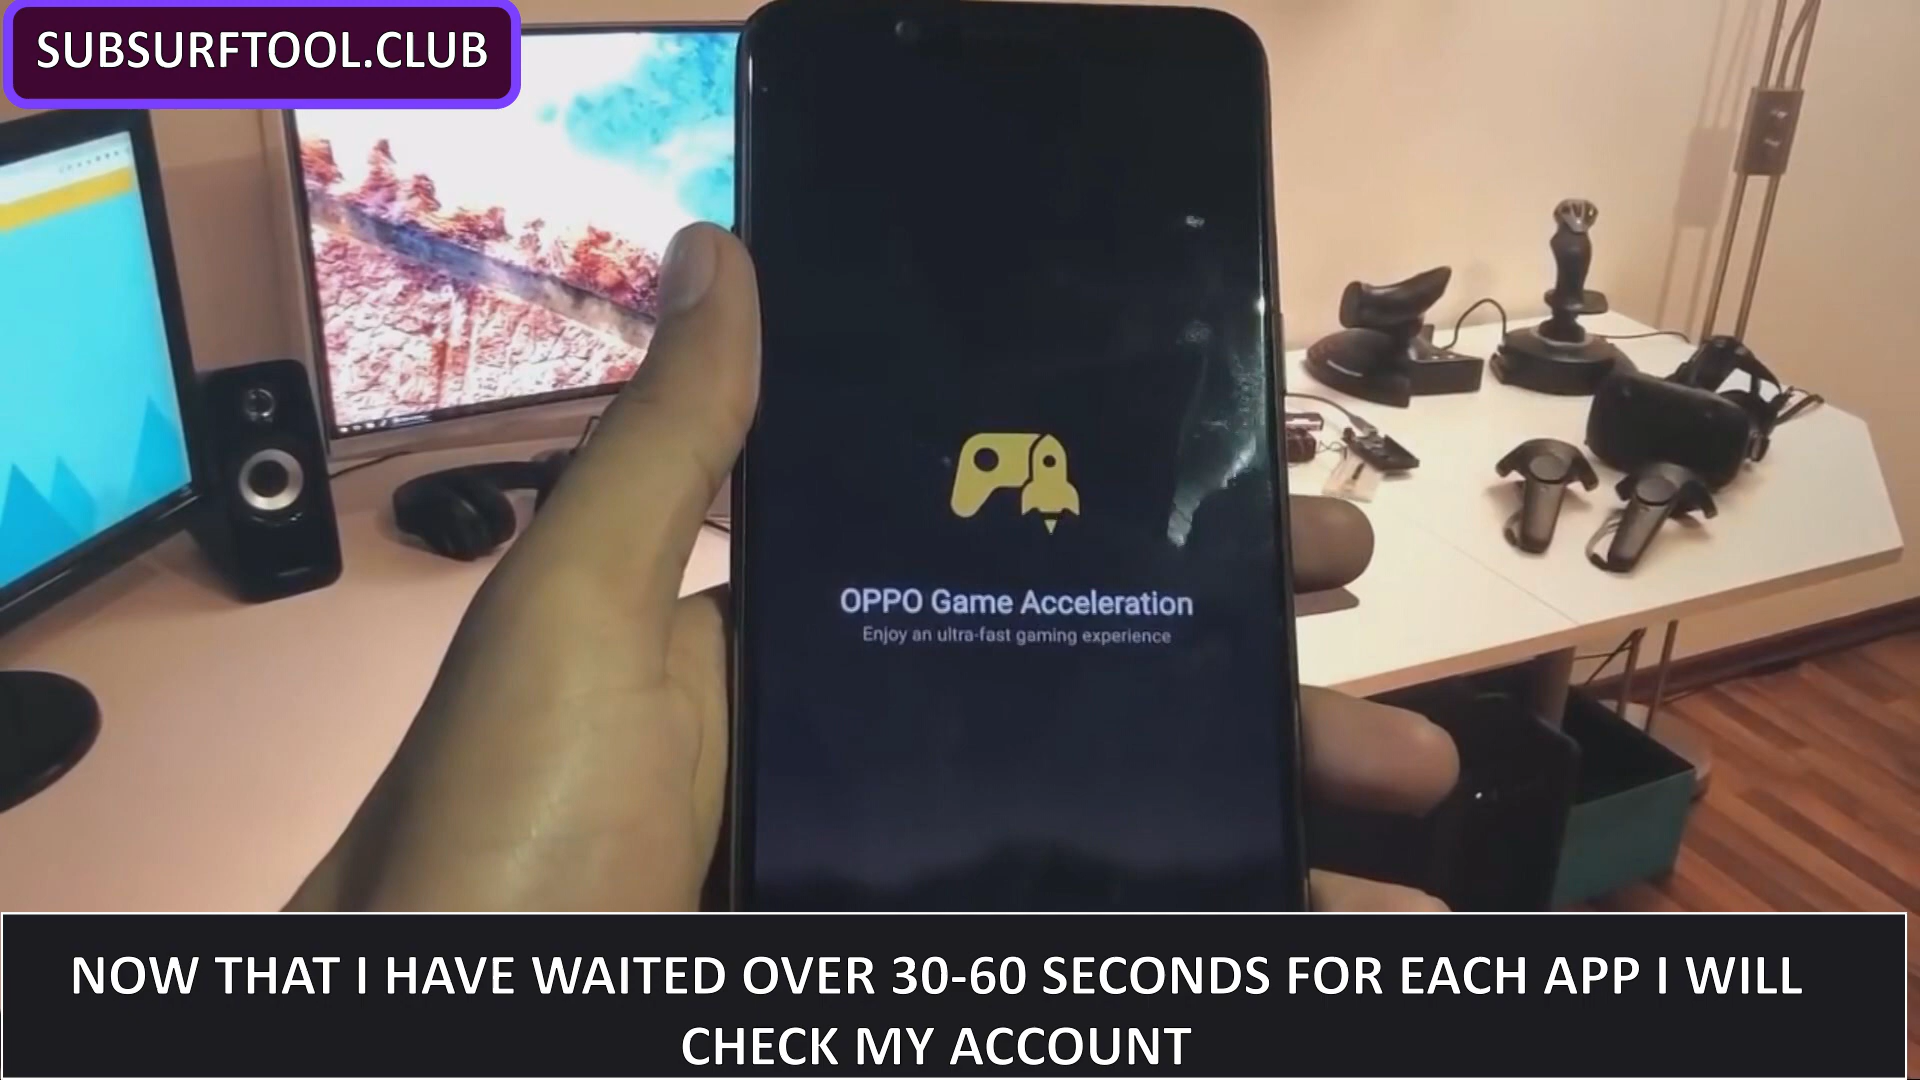 SUBSURFTOOL.CLUB
OPPO Game Acceleration
Enjoy an ultra-fast gaming experience
NOW THAT I HAVE WAITED OVER 30-60 SECONDS FOR EACH APP I WILL
CHECK MY ACCOUNT